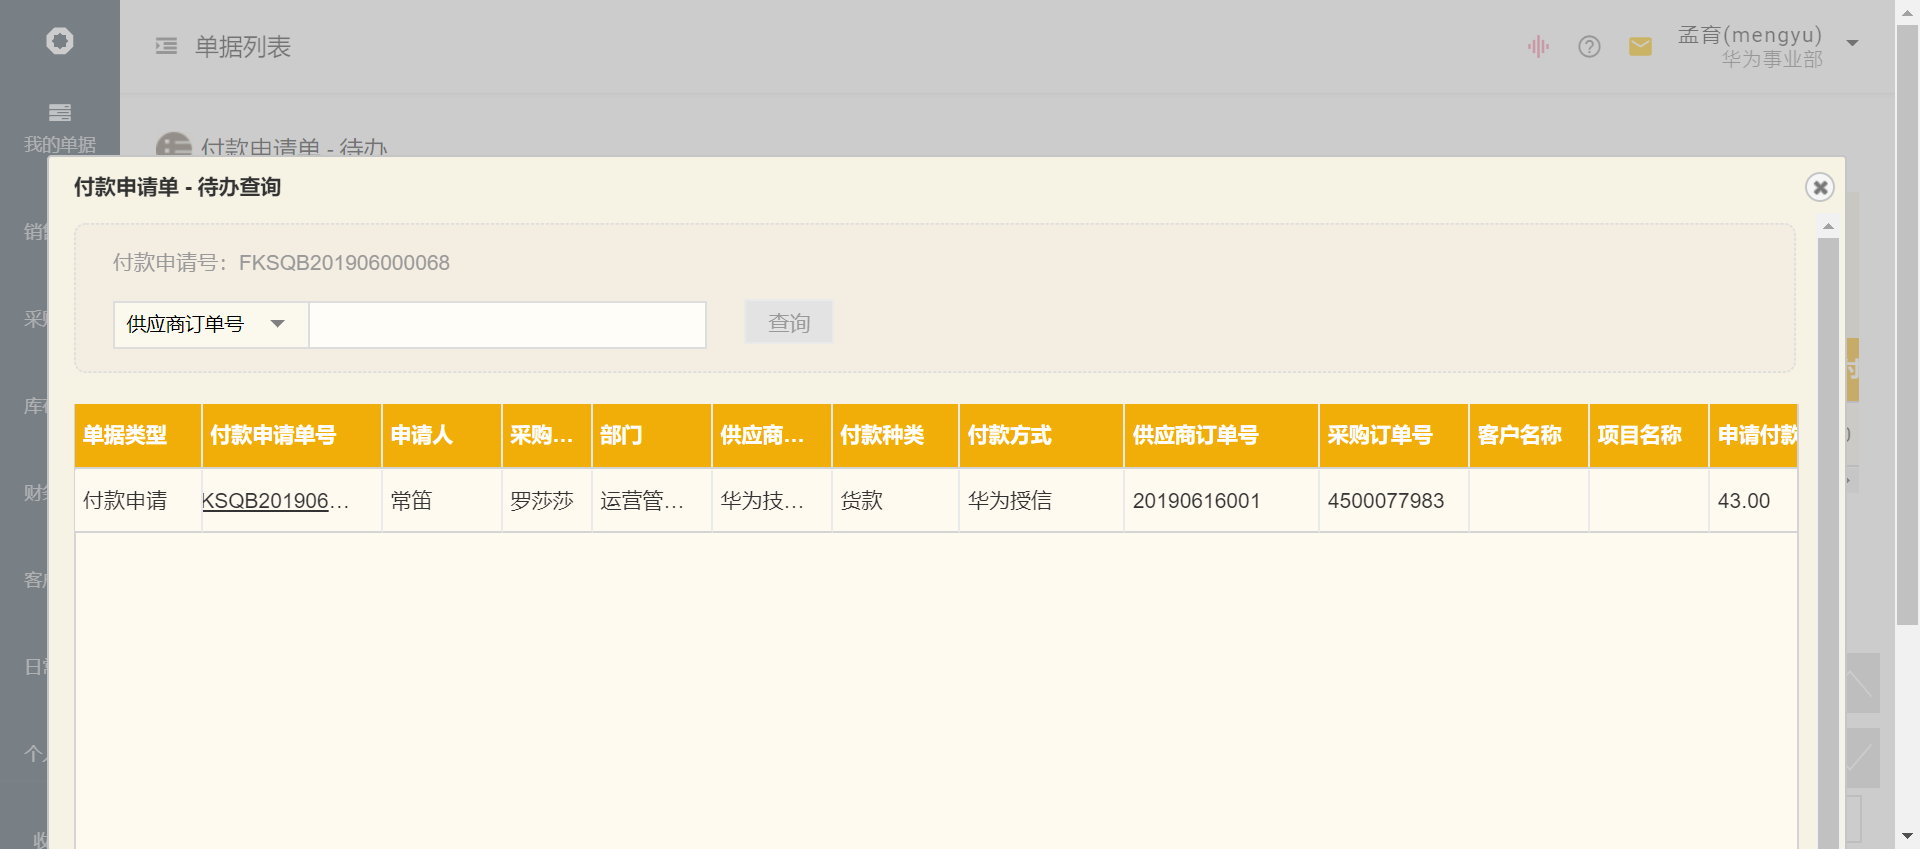 单据列表
孟育(mengyu)
华为事业部
我的单据
付款申请单 - 待办
付款申请单 - 待办查询
付款申请号：FKSQB201906000068
供应商订单号
查询
单据类型 付款申请单号 申请人 采购... 部门 供应商... 付款种类 付款方式 供应商订单号 采购订单号 客户名称 项目名称 申请付款
付款申请 KSQB201906... 常笛 罗莎莎 运营管... 华为技... 货款 华为授信 20190616001 4500077983 43.00
销
采
库
财
客
日
个
收